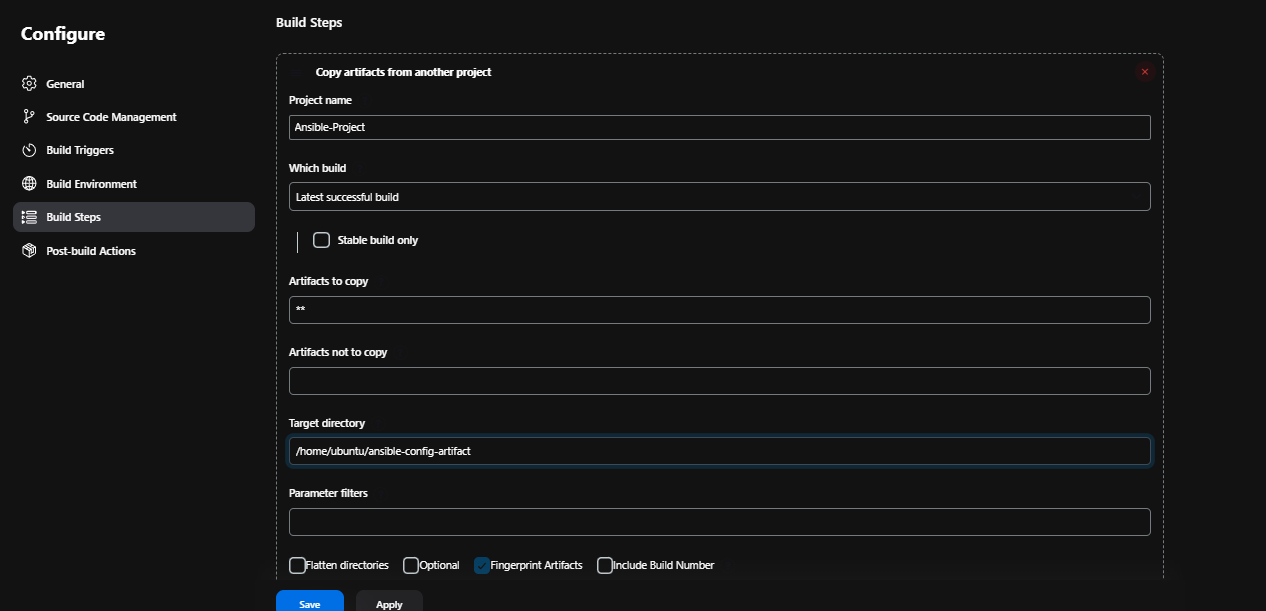 Configure
General
Source Code Management
Build Triggers
Build Environment
Build Steps
Post-build Actions
Build Steps
Copy artifacts from another project
Project name
Ansible-Project
Which build
Latest successful build
Stable build only
Artifacts to copy
**
Artifacts not to copy
Target directory
/home/ubuntu/ansible-config-artifact
Parameter filters
Flatten directories Optional Fingerprint Artifacts Include Build Number
Save Apply